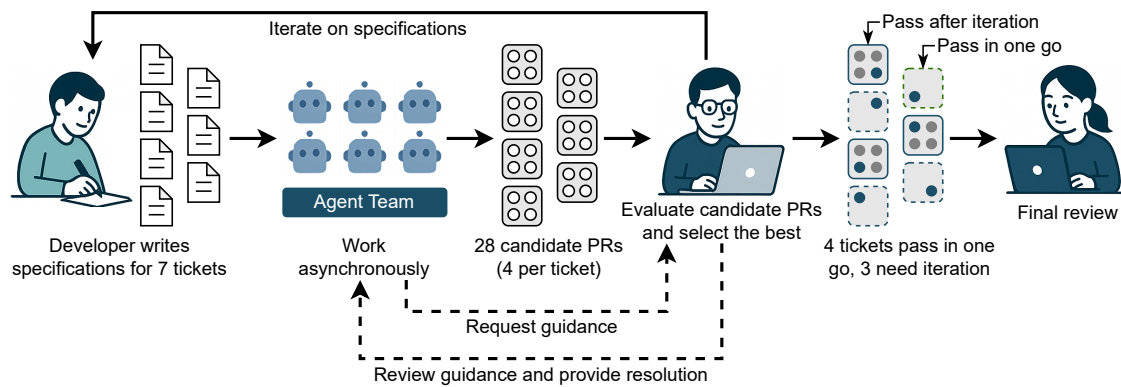 Iterate on specifications
Pass after iteration
Pass in one go
Agent Team
Developer writes
specifications for 7 tickets
Work
asynchronously
28 candidate PRs
(4 per ticket)
Evaluate candidate PRs
and select the best
4 tickets pass in one
go, 3 need iteration
Final review
Request guidance
Review guidance and provide resolution